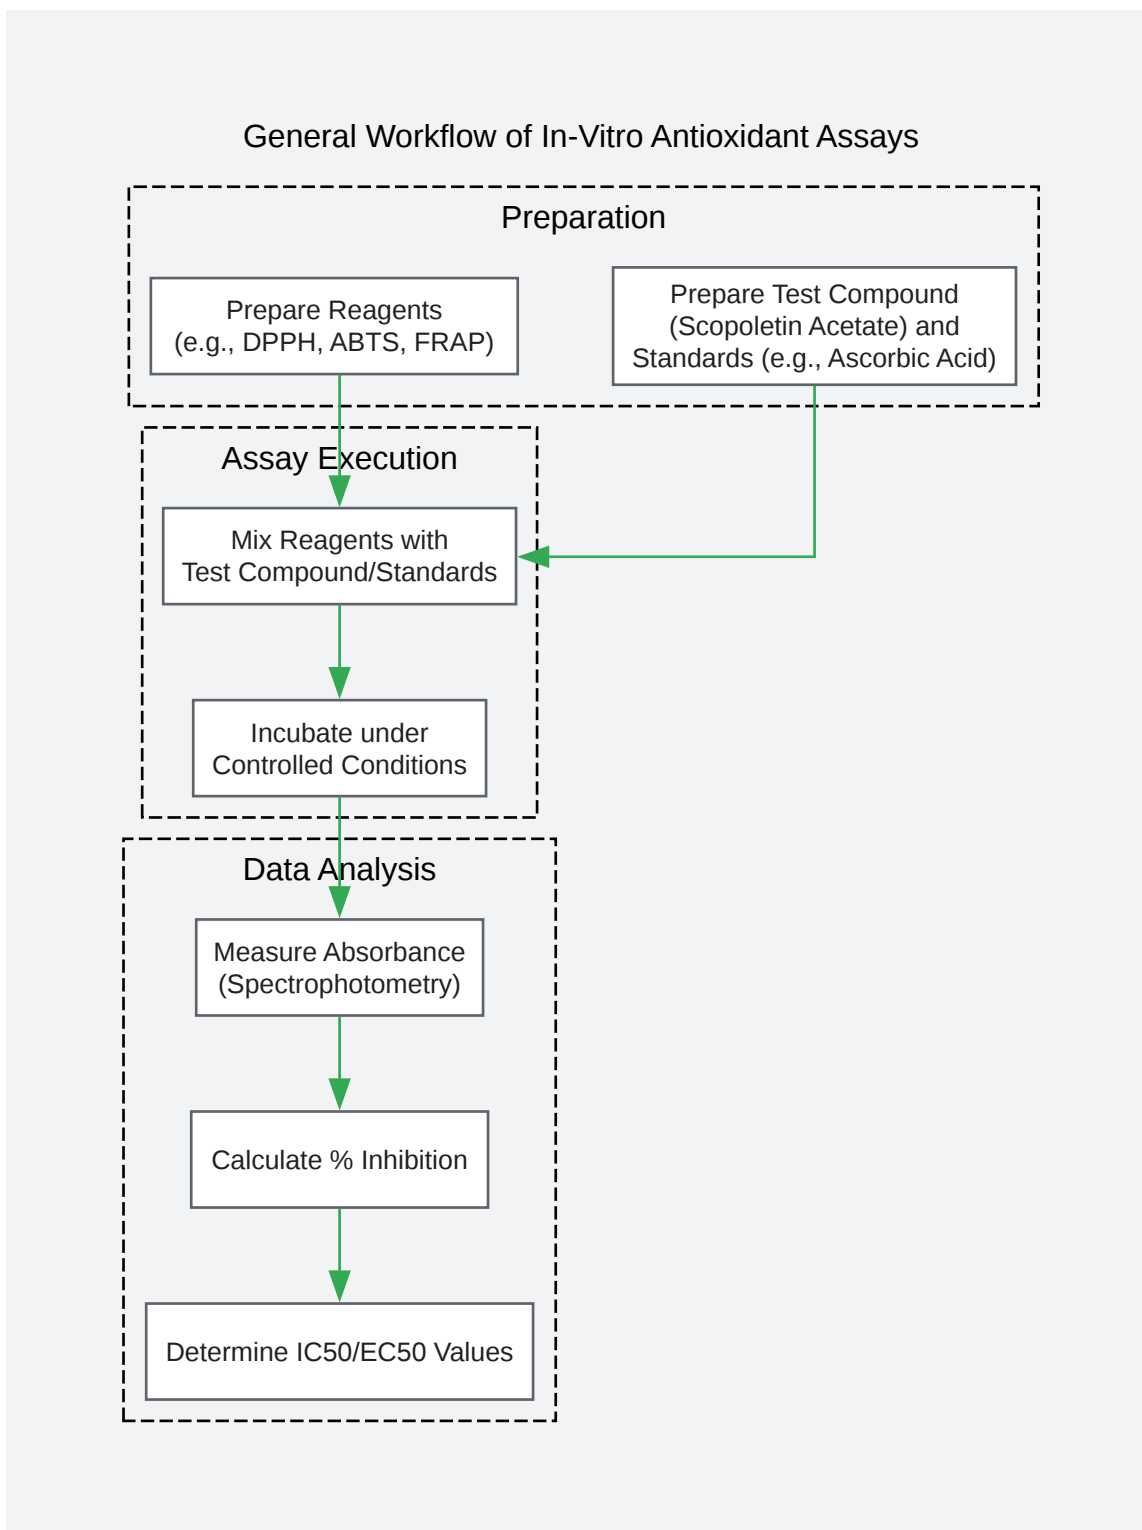 General Workflow of In-Vitro Antioxidant Assays
Preparation
Prepare Reagents
(e.g., DPPH, ABTS, FRAP)
Prepare Test Compound
(Scopoletin Acetate) and
Standards (e.g., Ascorbic Acid)
Assay Execution
Mix Reagents with
Test Compound/Standards
Incubate under
Controlled Conditions
Data Analysis
Measure Absorbance
(Spectrophotometry)
Calculate % Inhibition
Determine IC50/EC50 Values